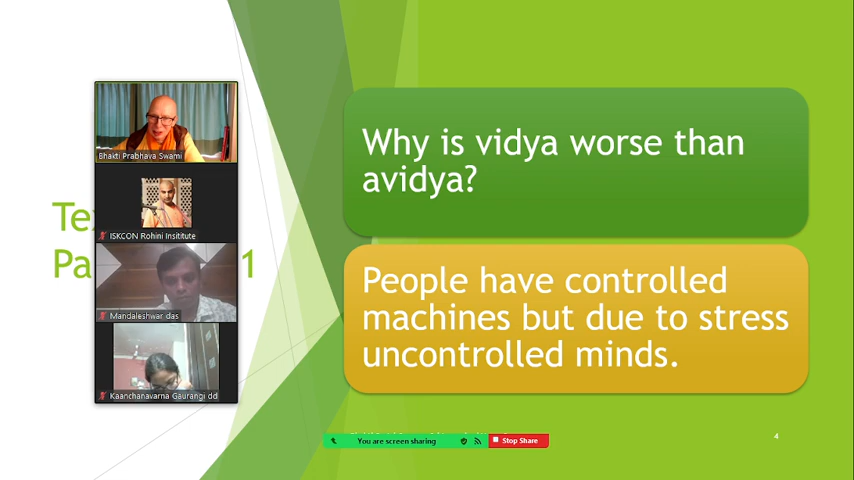 Why is vidya worse than
avidya?
People have controlled
machines but due to stress
uncontrolled minds.
Bhakti Prabhava Swami
ISKCON Rohini Insititute
Mandaleshwar das
Kaanchanavarna Gaurangi dd
You are screen sharing
Stop Share
4